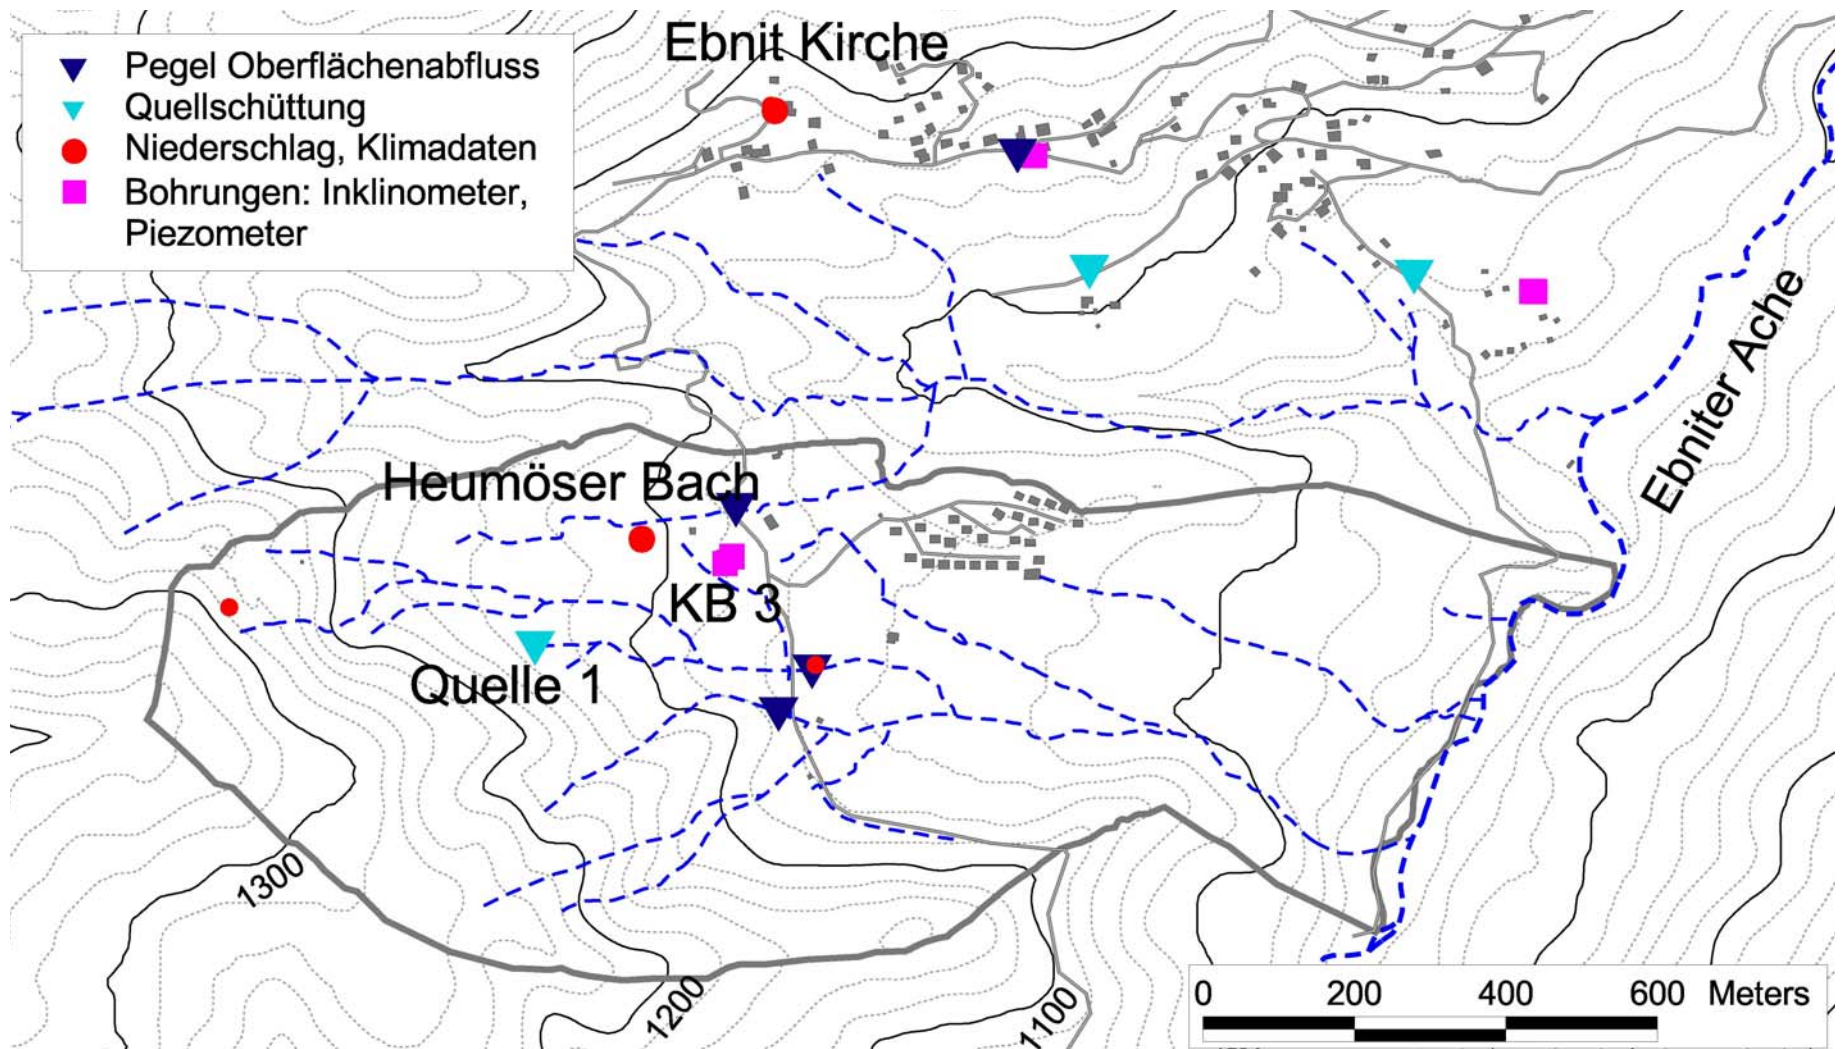 Ebnit Kirche
Pegel Oberflächenabfluss
Quellschüttung
Niederschlag, Klimadaten
Bohrungen: Inklinometer,
Piezometer
Ebniter Ache
Heumöser Bach
KB 3
Quelle 1
1300
1200
1100
0 200 400 600 Meters